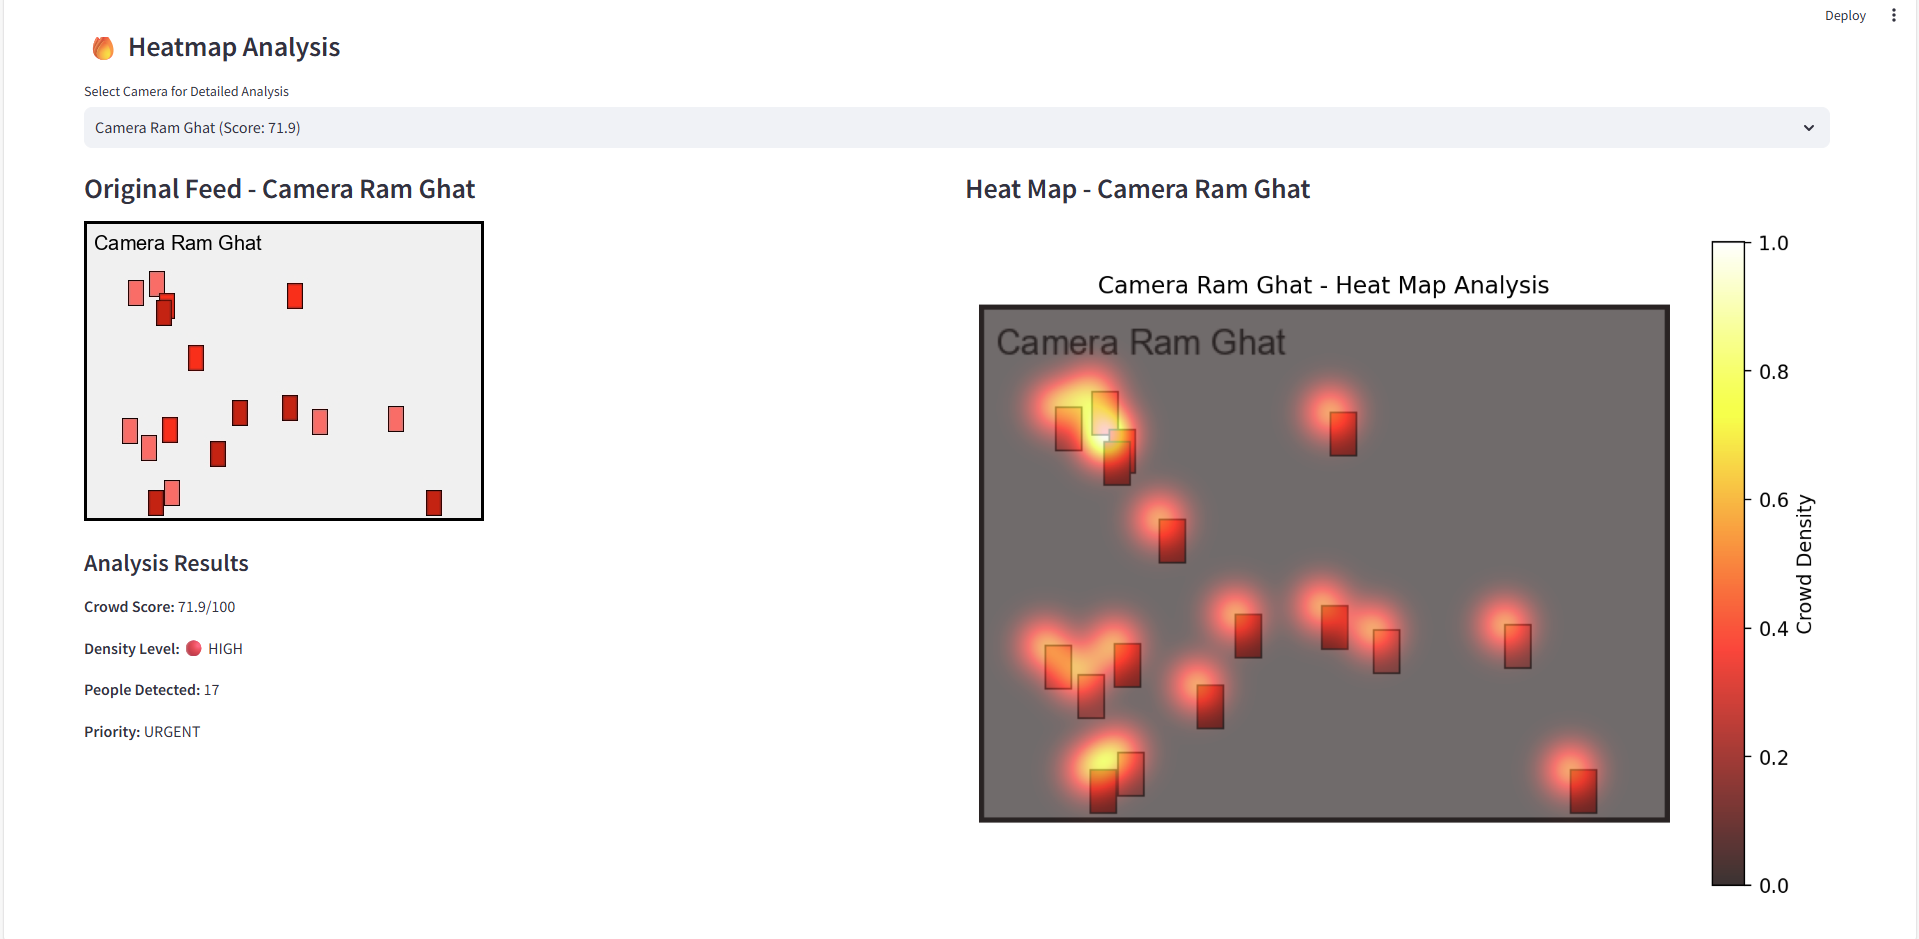 Deploy
Heatmap Analysis
Select Camera for Detailed Analysis
Camera Ram Ghat (Score: 71.9)
Original Feed - Camera Ram Ghat
Camera Ram Ghat
Analysis Results
Crowd Score: 71.9/100
Density Level: HIGH
People Detected: 17
Priority: URGENT
Heat Map - Camera Ram Ghat
Camera Ram Ghat - Heat Map Analysis
Camera Ram Ghat
1.0
0.8
0.6
0.4
0.2
0.0
Crowd Density